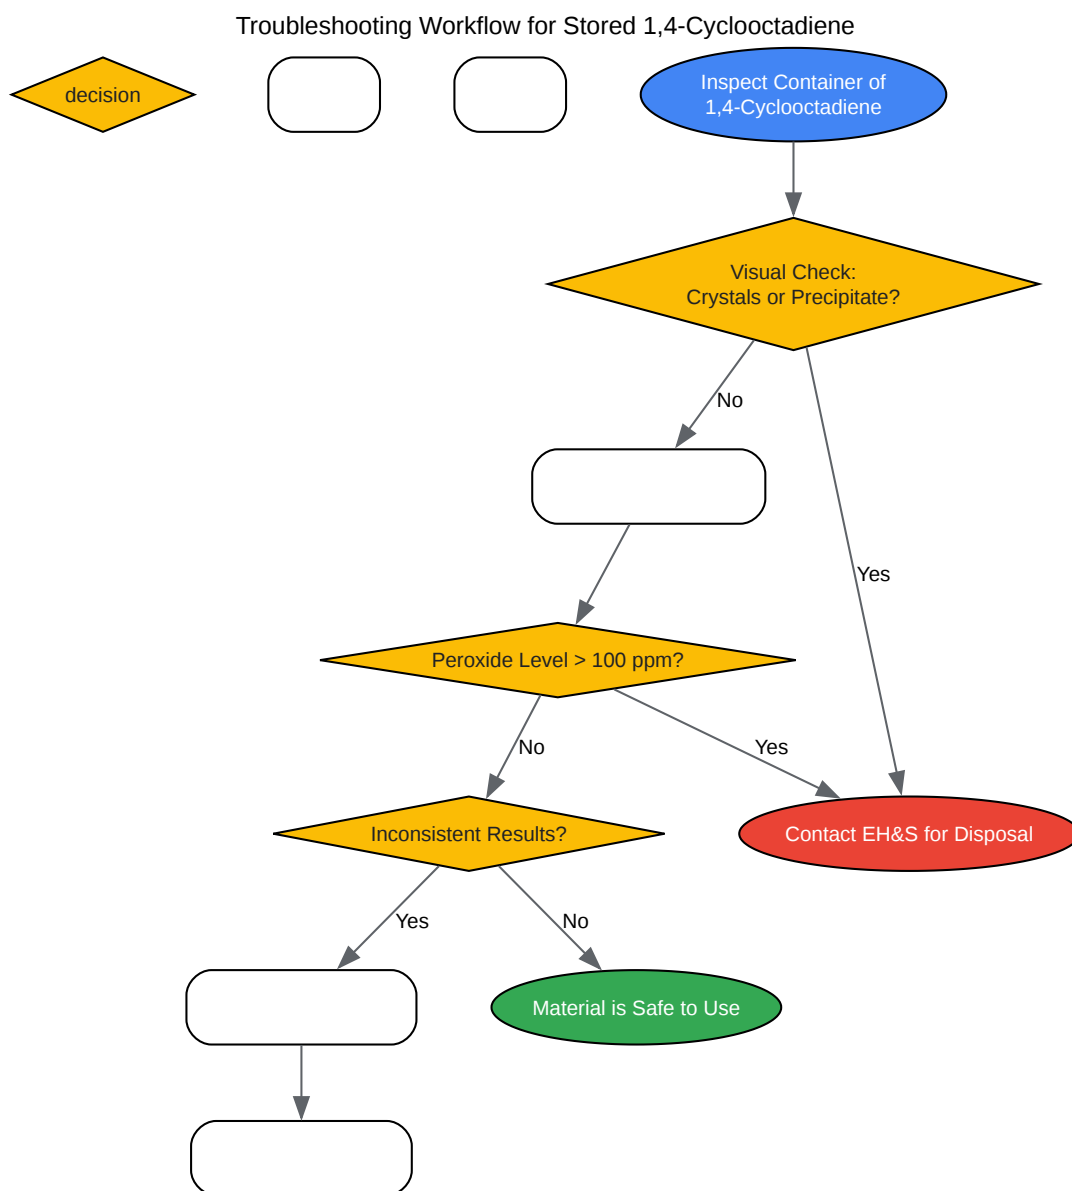 Troubleshooting Workflow for Stored 1,4-Cyclooctadiene
decision
Inspect Container of
1,4-Cyclooctadiene
Visual Check:
Crystals or Precipitate?
No
Yes
Peroxide Level > 100 ppm?
No
Yes
Inconsistent Results?
Contact EH&S for Disposal
Yes
No
Material is Safe to Use